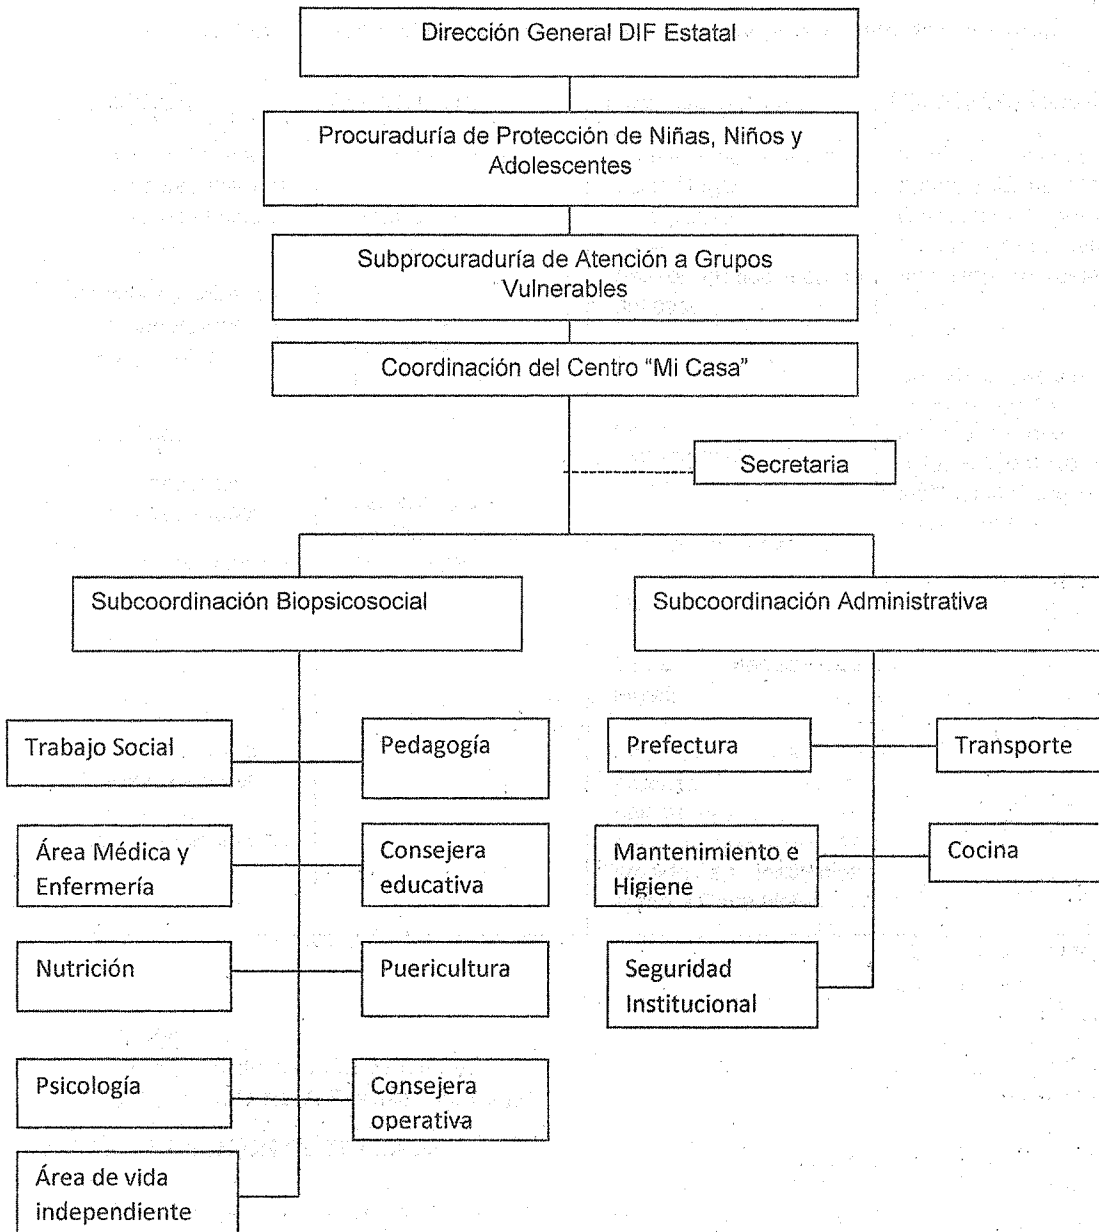 Dirección General DIF Estatal
Procuraduría de Protección de Niñas, Niños y
Adolescentes
Subprocuraduría de Atención a Grupos
Vulnerables
Coordinación del Centro “Mi Casa”
Secretaria
Subcoordinación Biopsicosocial
Subcoordinación Administrativa
Trabajo Social
Pedagogía
Prefectura
Transporte
Área Médica y
Enfermería
Consejera
educativa
Mantenimiento e
Higiene
Cocina
Nutrición
Puericultura
Seguridad
Institucional
Psicología
Consejera
operativa
Área de vida
independiente